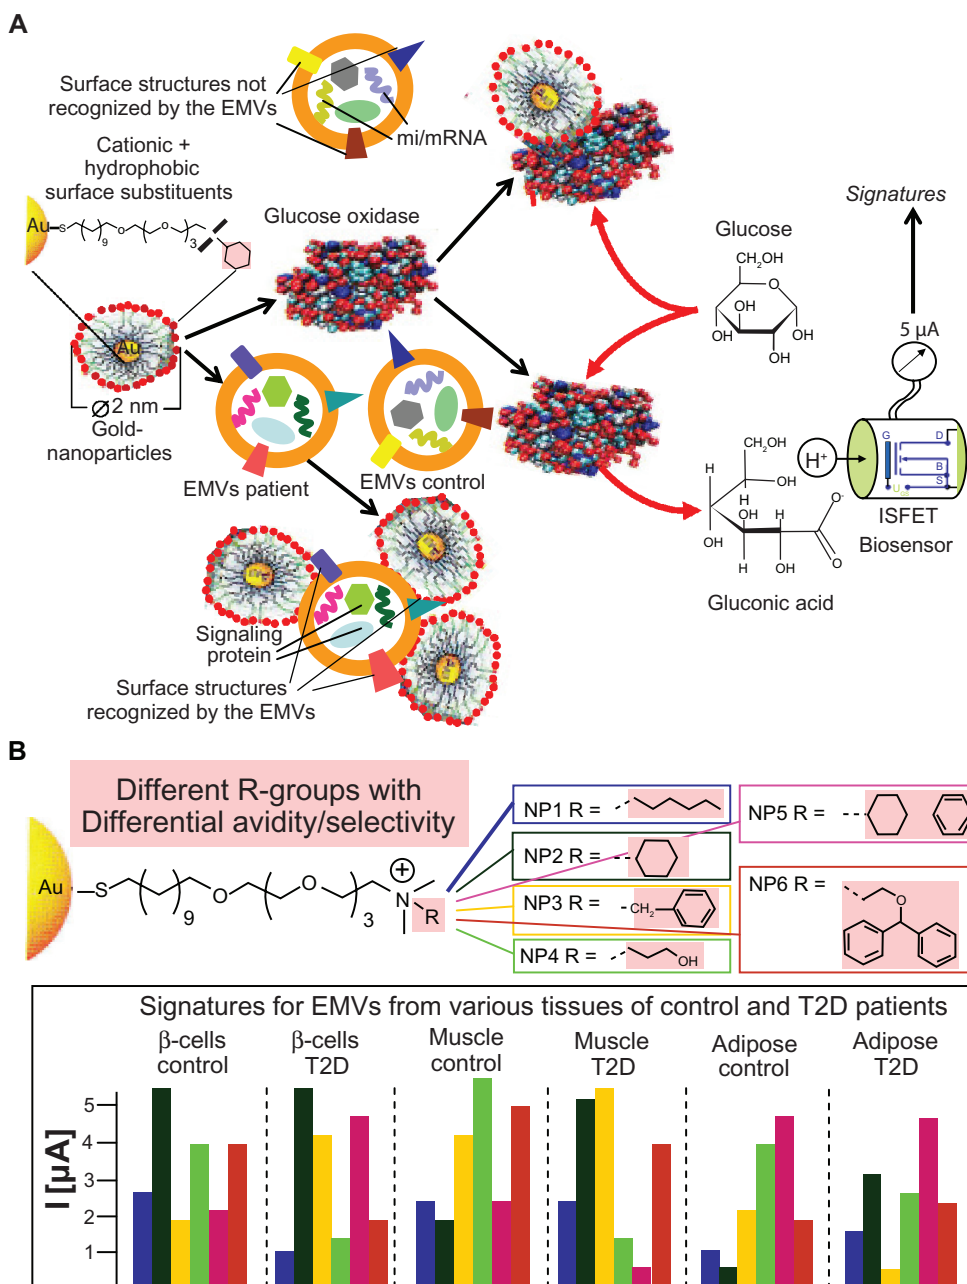 A
Surface structures not
recognized by the EMVs
mi/mRNA
Cationic +
hydrophobic
surface substituents
Au
S
9
O
O
3
Glucose oxidase
Au
⌀2 nm
Gold-
nanoparticles
EMVs patient
EMVs control
Signaling
protein
Surface structures
recognized by the EMVs
Glucose
CH2OH
O
OH
OH
OH
OH
Signatures
5 µA
H+
G
D
B
S
ISFET
Biosensor
CH2OH
H
H
OH
OH
O-
OH
H
OH
O
Gluconic acid
B
Different R-groups with
Differential avidity/selectivity
Au
S
9
O
O
3
+
N
R
NP1 R =
NP2 R =
NP3 R =
CH2
NP4 R =
OH
NP5 R =
NP6 R =
O
Signatures for EMVs from various tissues of control and T2D patients
β-cells
control
β-cells
T2D
Muscle
control
Muscle
T2D
Adipose
control
Adipose
T2D
I [µA]
5
4
3
2
1